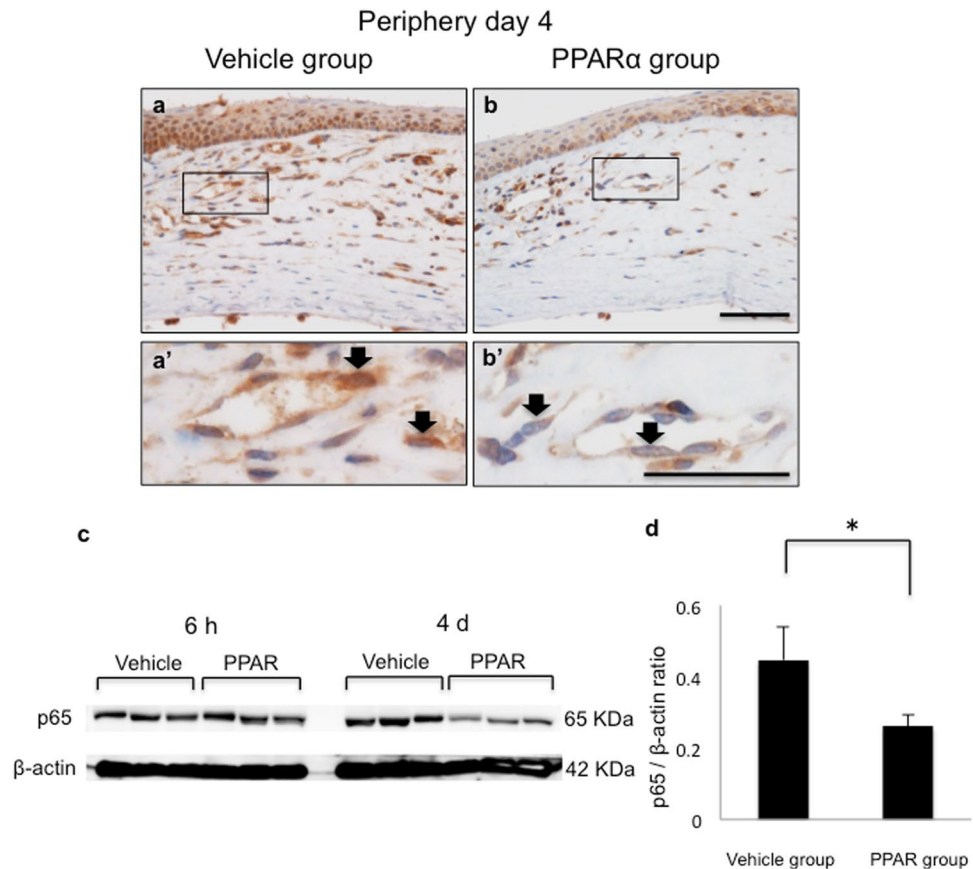 Periphery day 4
Vehicle group
PPARα group
a
b
a’
b’
c
6 h
4 d
Vehicle
PPAR
Vehicle
PPAR
p65
65 KDa
β-actin
42 KDa
d
*
p65 / β-actin ratio
0.6
0.4
0.2
0
Vehicle group
PPAR group